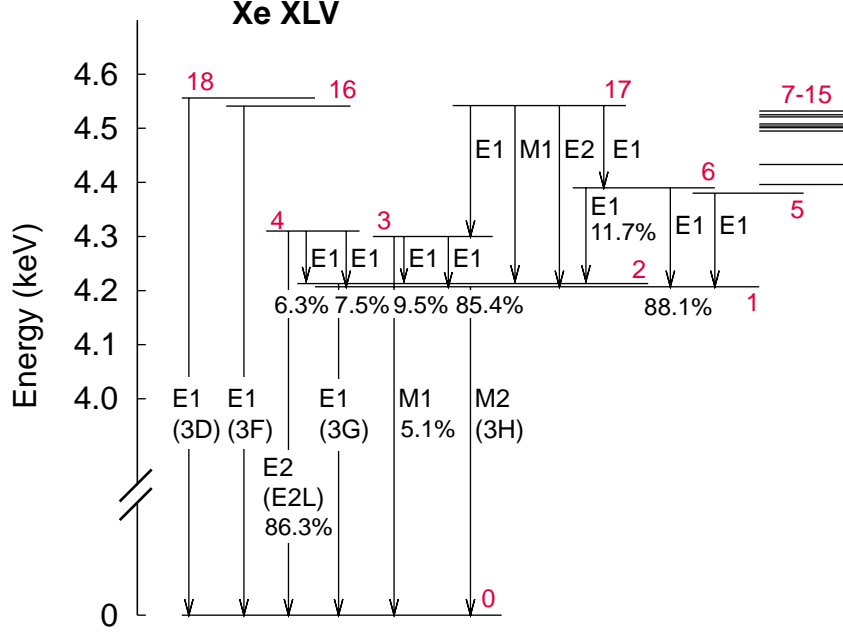 Xe XLV
Energy (keV)
4.6
4.5
4.4
4.3
4.2
4.1
4.0
0
18
16
17
7-15
E1
M1
E2
E1
6
5
E1
11.7%
E1
E1
4
3
E1
E1
E1
E1
2
1
6.3%
7.5%
9.5%
85.4%
88.1%
E1
(3D)
E1
(3F)
E2
(E2L)
86.3%
E1
(3G)
M1
5.1%
M2
(3H)
0